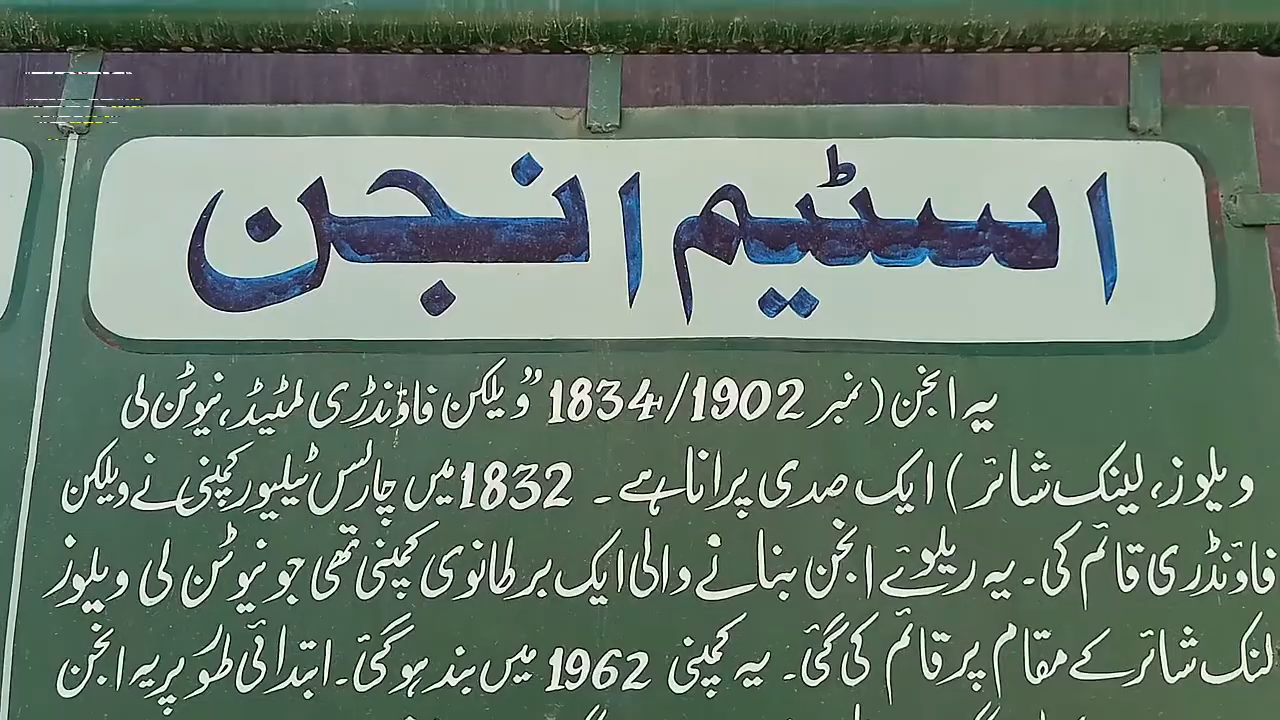 اسٹیم انجن
یہ انجن (نمبر 1834/1902 ”ویلکن فاؤنڈری لمٹیڈ، نیوٹن لی
ویلوز، لینک شائر) ایک صدی پرانا ہے ۔ 1832 میں چارلس ٹیلیور کمپنی نے ویلکن
فاؤنڈری قائم کی ۔ یہ ریلوے انجن بنانے والی ایک برطانوی کمپنی تھی جو نیوٹن لی ویلوز
لنک شائر کے مقام پر قائم کی گئی ۔ یہ کمپنی 1962 میں بند ہو گئی ۔ ابتدائی طور پر یہ انجن